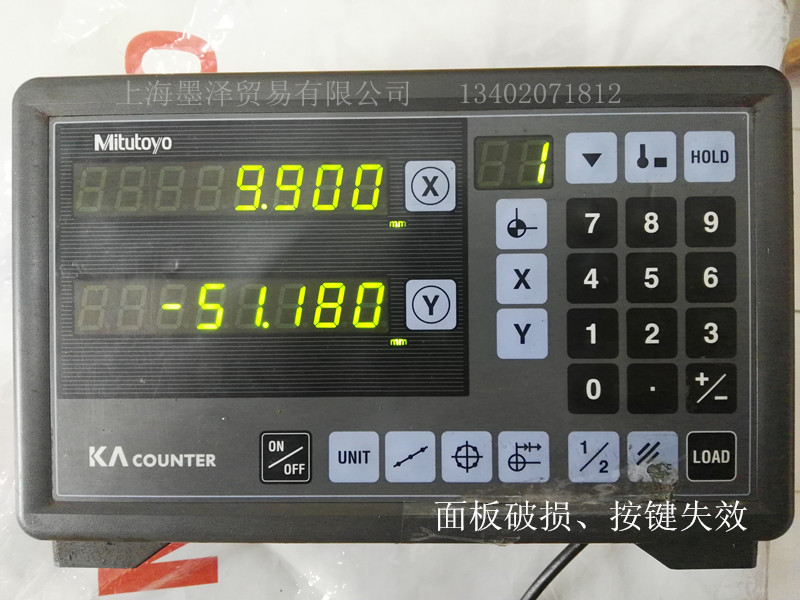 上海墨泽贸易有限公司 13402071812
Mitutoyo
9.900
X
mm
1
HOLD
-51.180
Y
mm
X
Y
7 8 9
4 5 6
1 2 3
0 . +/−
KA COUNTER
ON/OFF
UNIT
1/2
LOAD
面板破损、按键失效